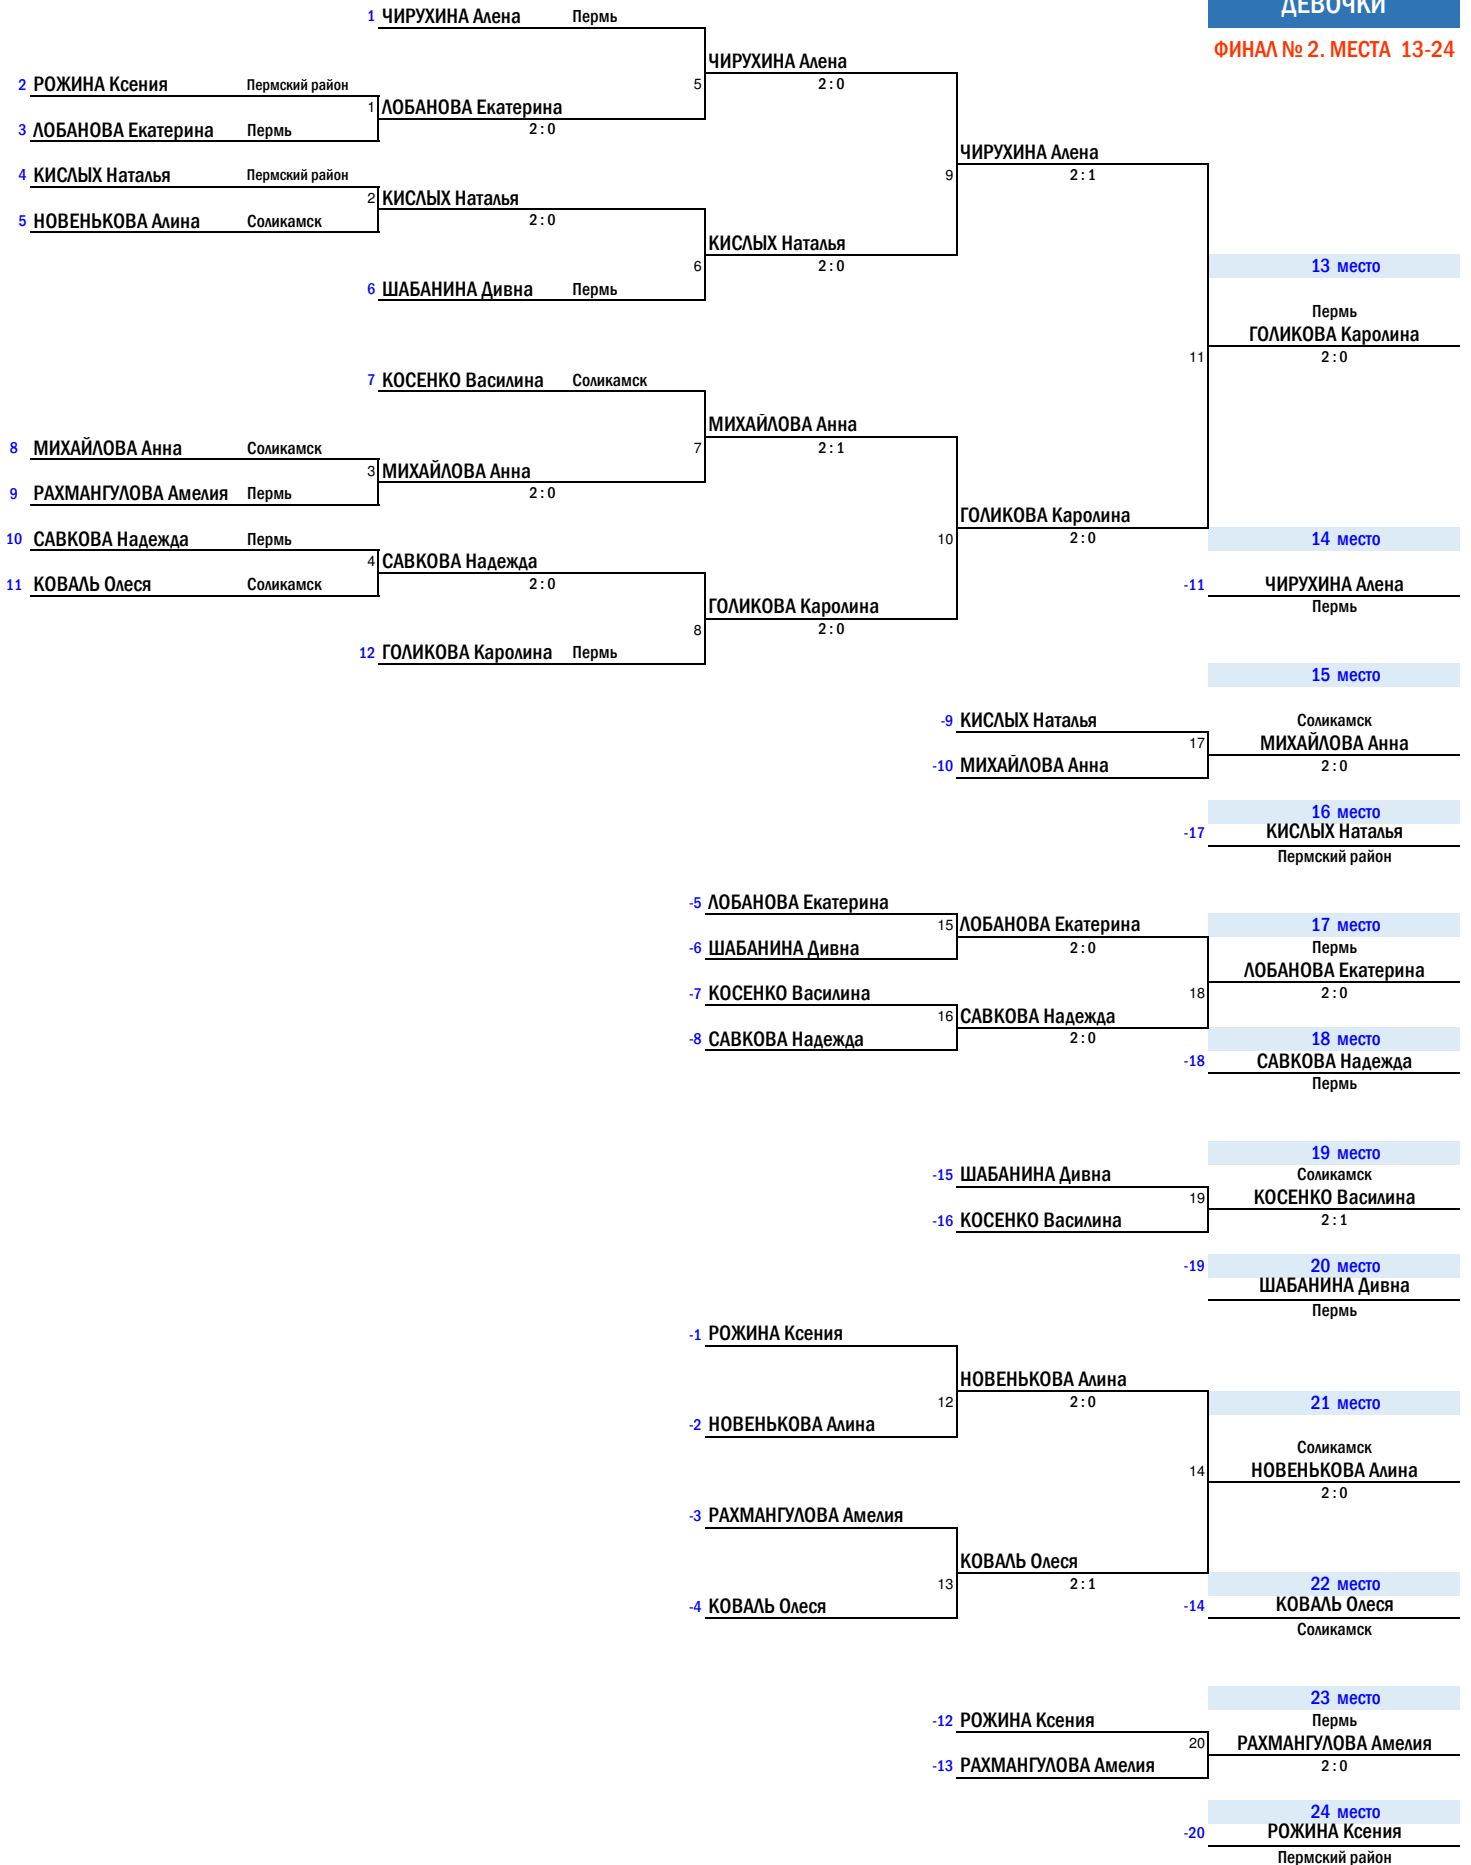 ДЕВОЧКИ
1 ЧИРУХИНА Алена Пермь
ФИНАЛ № 2. МЕСТА 13-24
ЧИРУХИНА Алена
2 РОЖИНА Ксения Пермский район 5 2 : 0
1 ЛОБАНОВА Екатерина
3 ЛОБАНОВА Екатерина Пермь 2 : 0
ЧИРУХИНА Алена
4 КИСЛЫХ Наталья Пермский район 9 2 : 1
2 КИСЛЫХ Наталья
5 НОВЕНЬКОВА Алина Соликамск 2 : 0
КИСЛЫХ Наталья
6 2 : 0 13 место
6 ШАБАНИНА Дивна Пермь
Пермь
ГОЛИКОВА Каролина
11 2 : 0
7 КОСЕНКО Василина Соликамск
МИХАЙЛОВА Анна
8 МИХАЙЛОВА Анна Соликамск 7 2 : 1
3 МИХАЙЛОВА Анна
9 РАХМАНГУЛОВА Амелия Пермь 2 : 0
ГОЛИКОВА Каролина
10 САВКОВА Надежда Пермь 10 2 : 0 14 место
4 САВКОВА Надежда
11 КОВАЛЬ Олеся Соликамск 2 : 0 -11 ЧИРУХИНА Алена
ГОЛИКОВА Каролина Пермь
8 2 : 0
12 ГОЛИКОВА Каролина Пермь
15 место
-9 КИСЛЫХ Наталья Соликамск
17 МИХАЙЛОВА Анна
-10 МИХАЙЛОВА Анна 2 : 0
16 место
-17 КИСЛЫХ Наталья
Пермский район
-5 ЛОБАНОВА Екатерина
15 ЛОБАНОВА Екатерина 17 место
-6 ШАБАНИНА Дивна 2 : 0 Пермь
ЛОБАНОВА Екатерина
-7 КОСЕНКО Василина 18 2 : 0
16 САВКОВА Надежда
-8 САВКОВА Надежда 2 : 0 18 место
-18 САВКОВА Надежда
Пермь
19 место
-15 ШАБАНИНА Дивна Соликамск
19 КОСЕНКО Василина
-16 КОСЕНКО Василина 2 : 1
-19 20 место
ШАБАНИНА Дивна
Пермь
-1 РОЖИНА Ксения
НОВЕНЬКОВА Алина
12 2 : 0 21 место
-2 НОВЕНЬКОВА Алина
Соликамск
14 НОВЕНЬКОВА Алина
2 : 0
-3 РАХМАНГУЛОВА Амелия
КОВАЛЬ Олеся
13 2 : 1 22 место
-4 КОВАЛЬ Олеся -14 КОВАЛЬ Олеся
Соликамск
23 место
-12 РОЖИНА Ксения Пермь
20 РАХМАНГУЛОВА Амелия
-13 РАХМАНГУЛОВА Амелия 2 : 0
24 место
-20 РОЖИНА Ксения
Пермский район